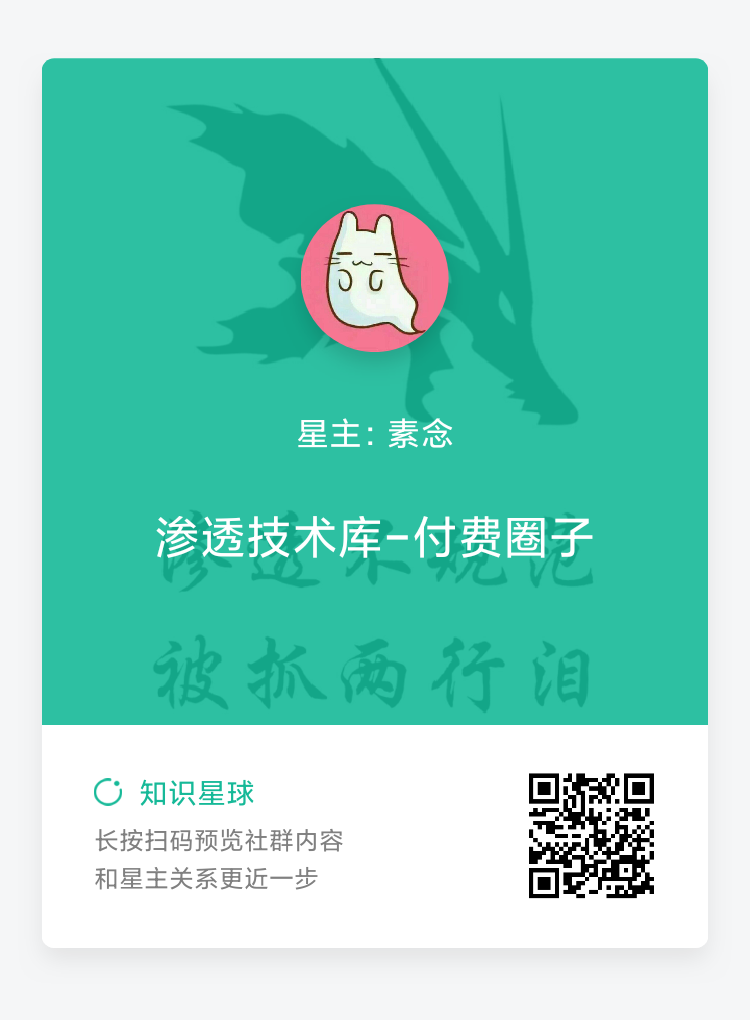 星主: 素念
渗透技术库-付费圈子
渗透不规范
被抓两行泪
知识星球
长按扫码预览社群内容
和星主关系更近一步